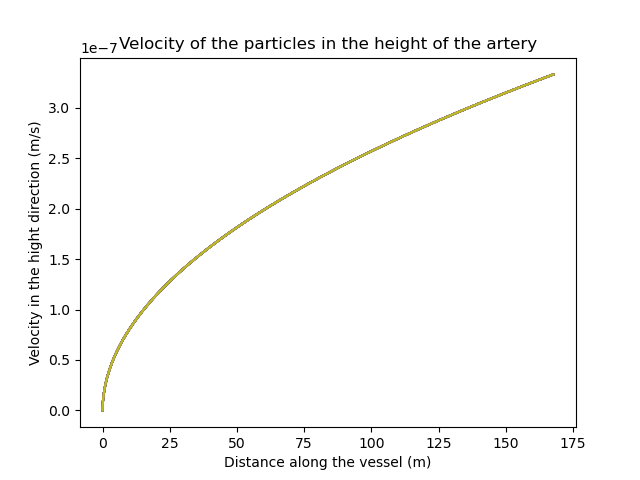 Velocity of the particles in the height of the artery
1e−7
Velocity in the hight direction (m/s)
3.0
2.5
2.0
1.5
1.0
0.5
0.0
0 25 50 75 100 125 150 175
Distance along the vessel (m)